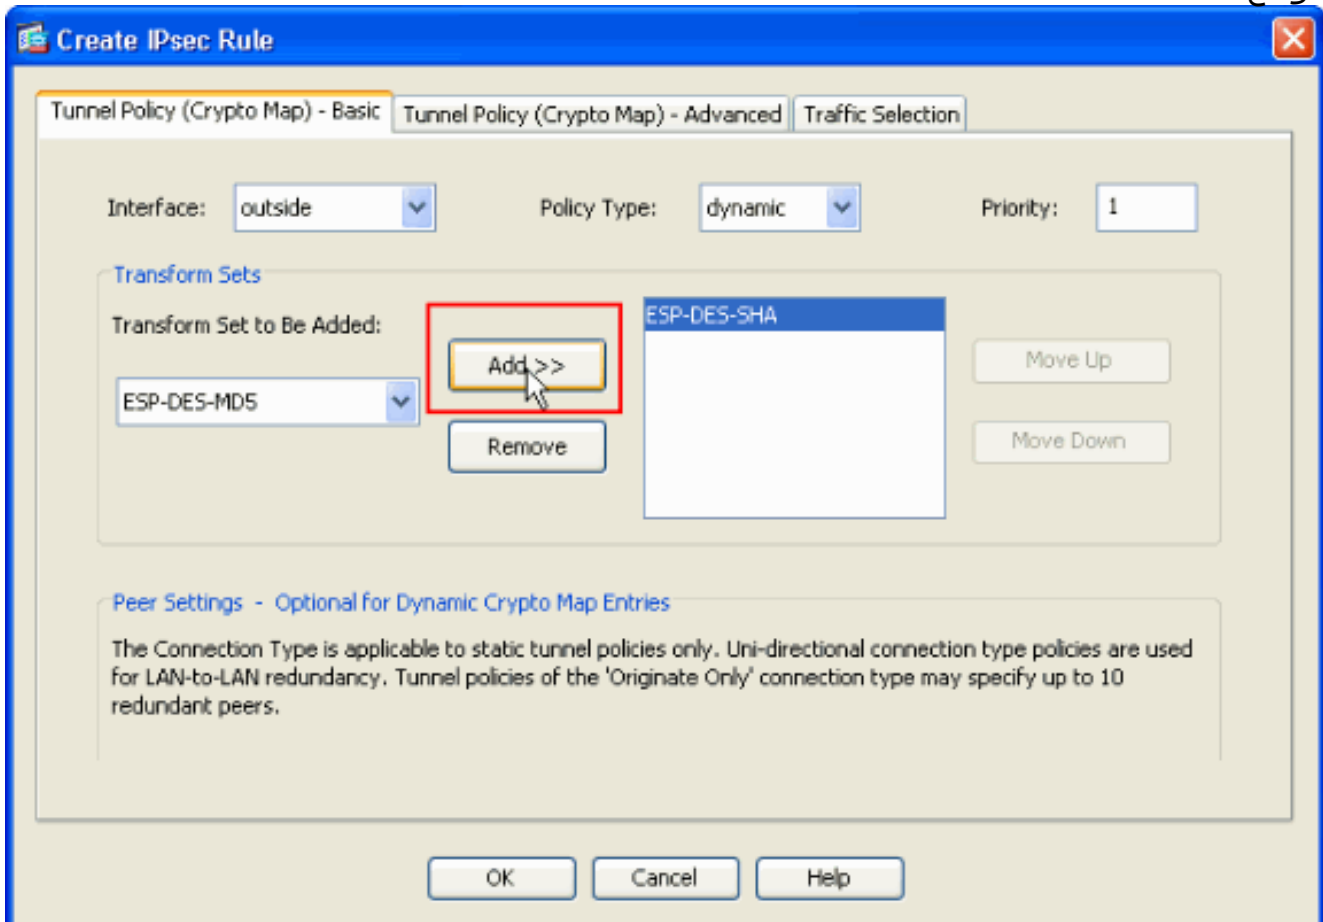 Create IPsec Rule
Tunnel Policy (Crypto Map) - Basic Tunnel Policy (Crypto Map) - Advanced Traffic Selection
Interface: outside Policy Type: dynamic Priority: 1
Transform Sets
Transform Set to Be Added:
ESP-DES-SHA
Add >>
Move Up
ESP-DES-MD5
Remove
Move Down
Peer Settings - Optional for Dynamic Crypto Map Entries
The Connection Type is applicable to static tunnel policies only. Uni-directional connection type policies are used
for LAN-to-LAN redundancy. Tunnel policies of the 'Originate Only' connection type may specify up to 10
redundant peers.
OK Cancel Help